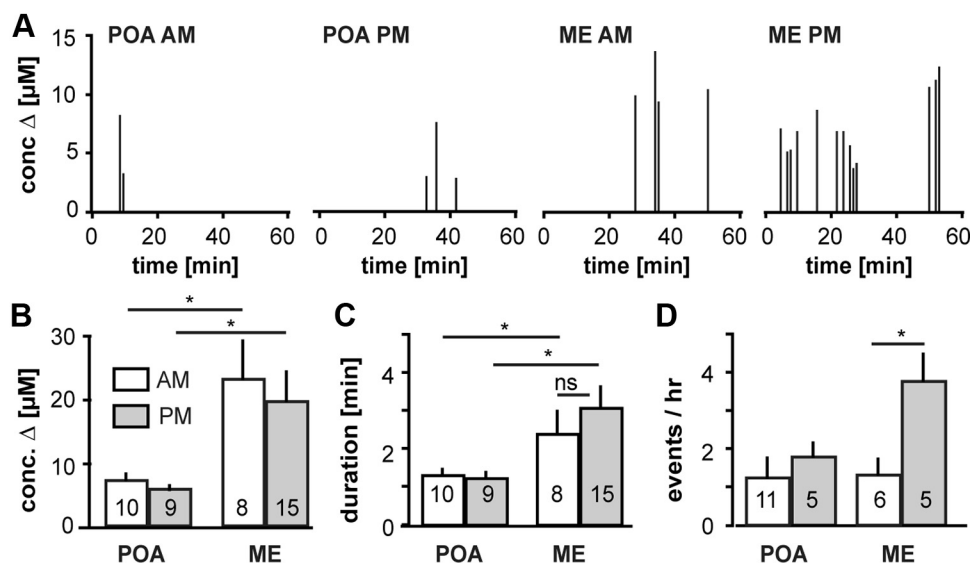 A
POA AM
POA PM
ME AM
ME PM
conc Δ [µM]
15
10
5
0
0 20 40 60
0 20 40 60
0 20 40 60
0 20 40 60
time [min]
time [min]
time [min]
time [min]
B
conc. Δ [µM]
30
20
10
0
*
*
AM
PM
10 9 8 15
POA ME
C
duration [min]
4
2
0
*
*
ns
10 9 8 15
POA ME
D
events / hr
4
2
0
*
11 5 6 5
POA ME